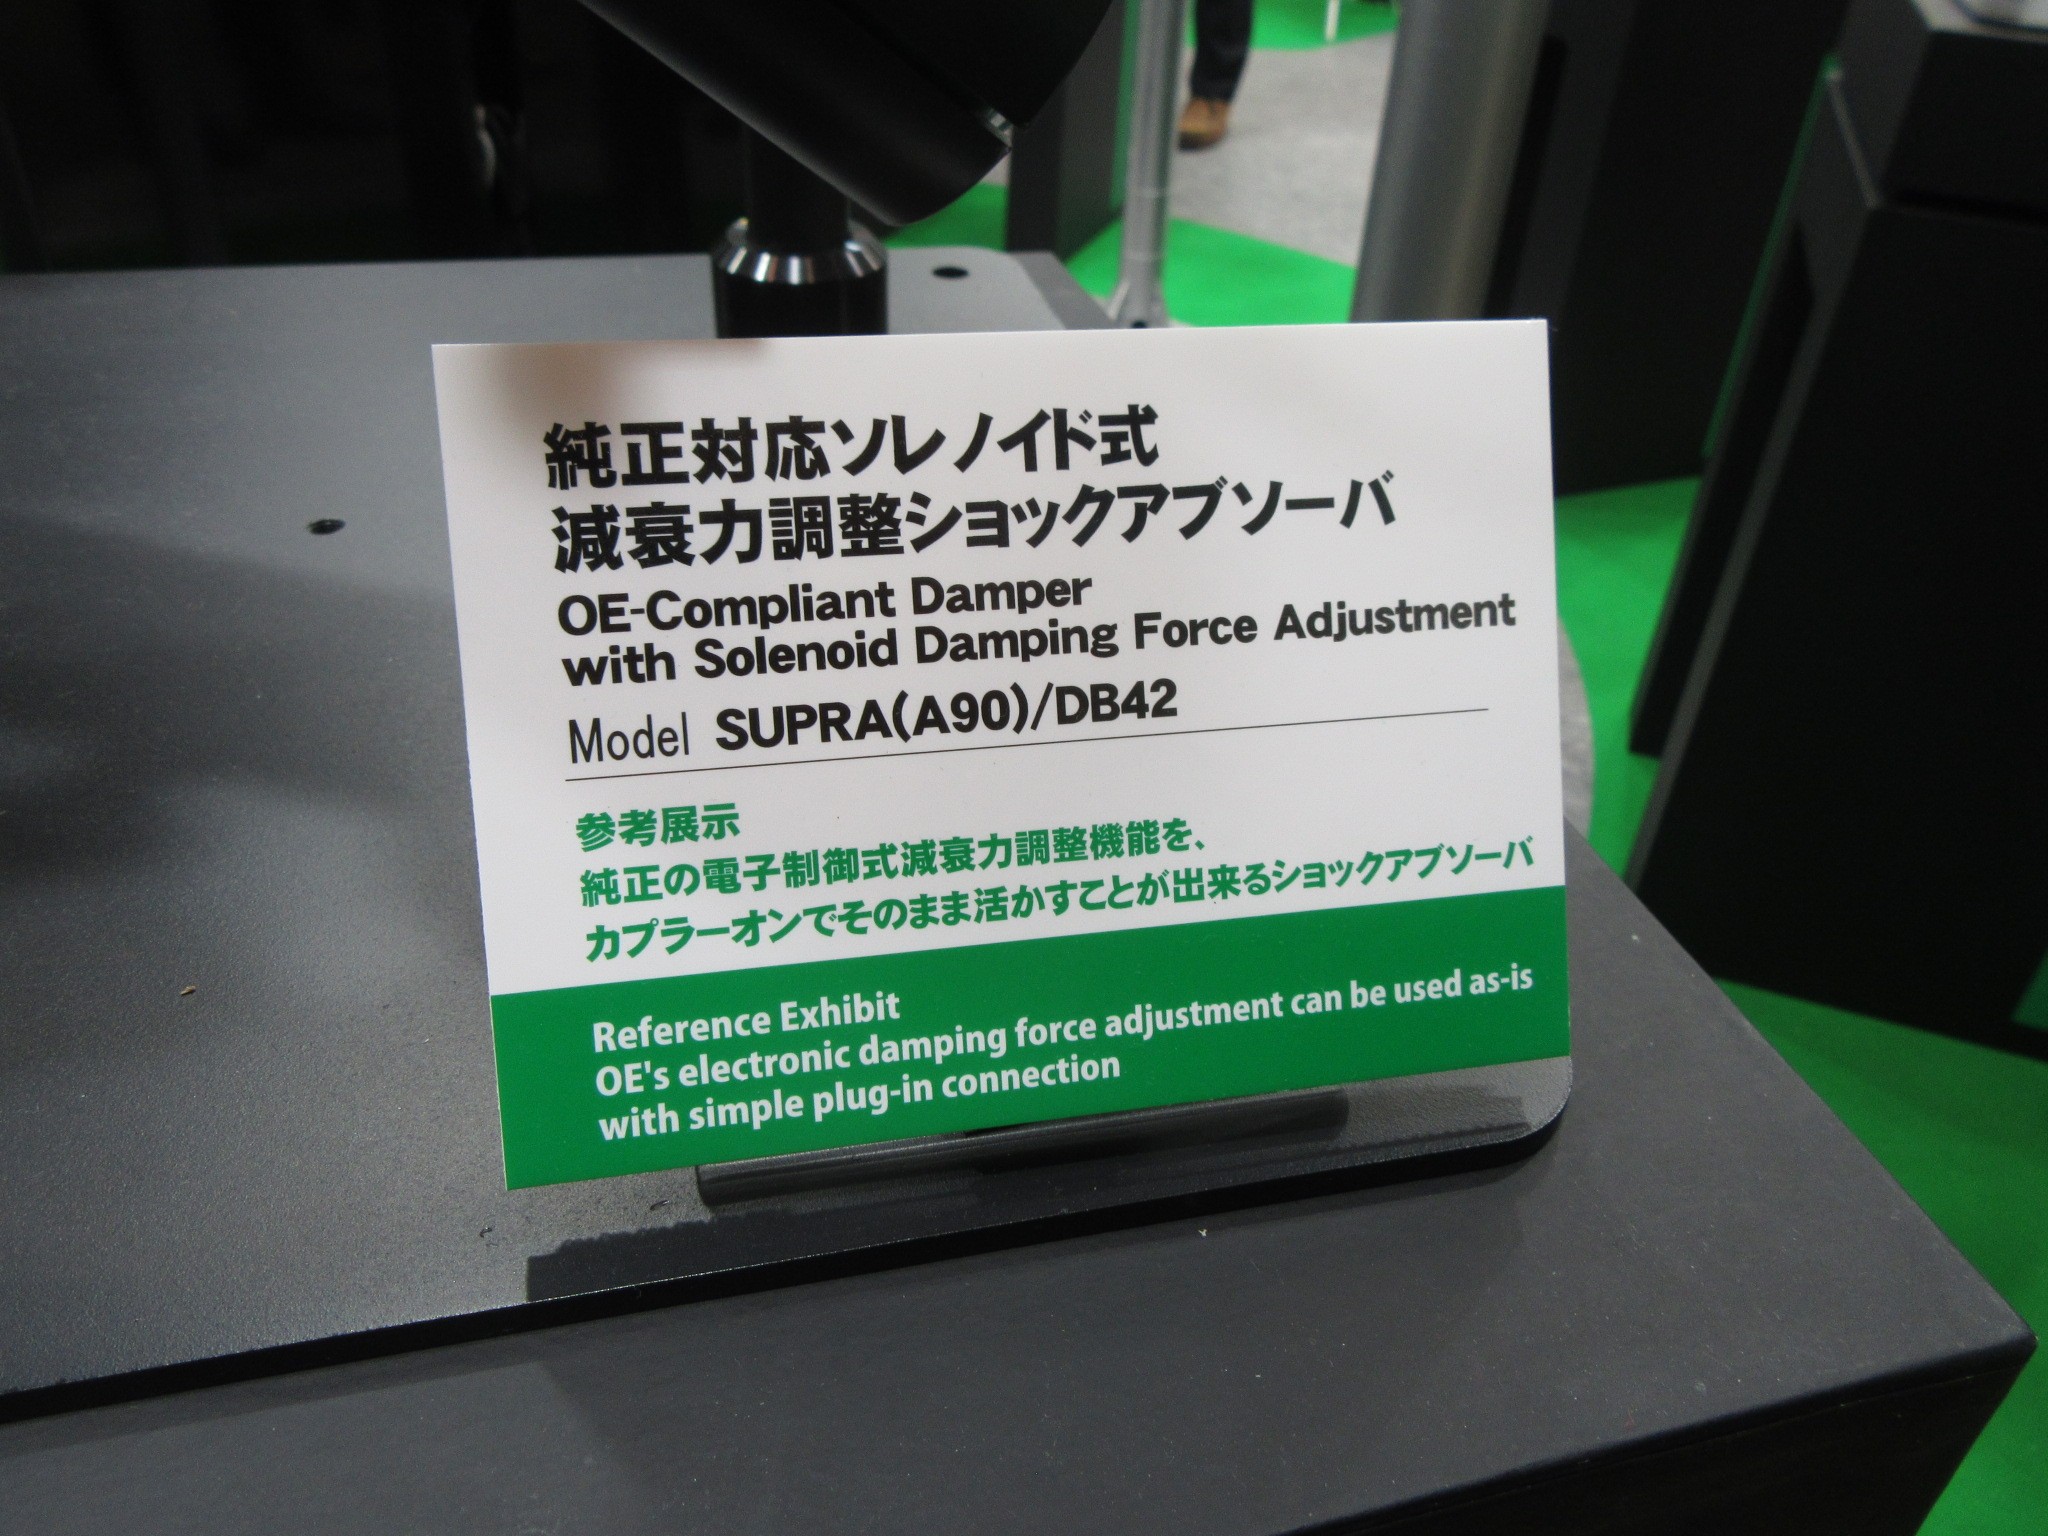 純正対応ソレノイド式
減衰力調整ショックアブソーバ
OE-Compliant Damper
with Solenoid Damping Force Adjustment
Model SUPRA(A90)/DB42
参考展示
純正の電子制御式減衰力調整機能を、
カプラーオンでそのまま活かすことが出来るショックアブソーバ
Reference Exhibit
OE's electronic damping force adjustment can be used as-is
with simple plug-in connection